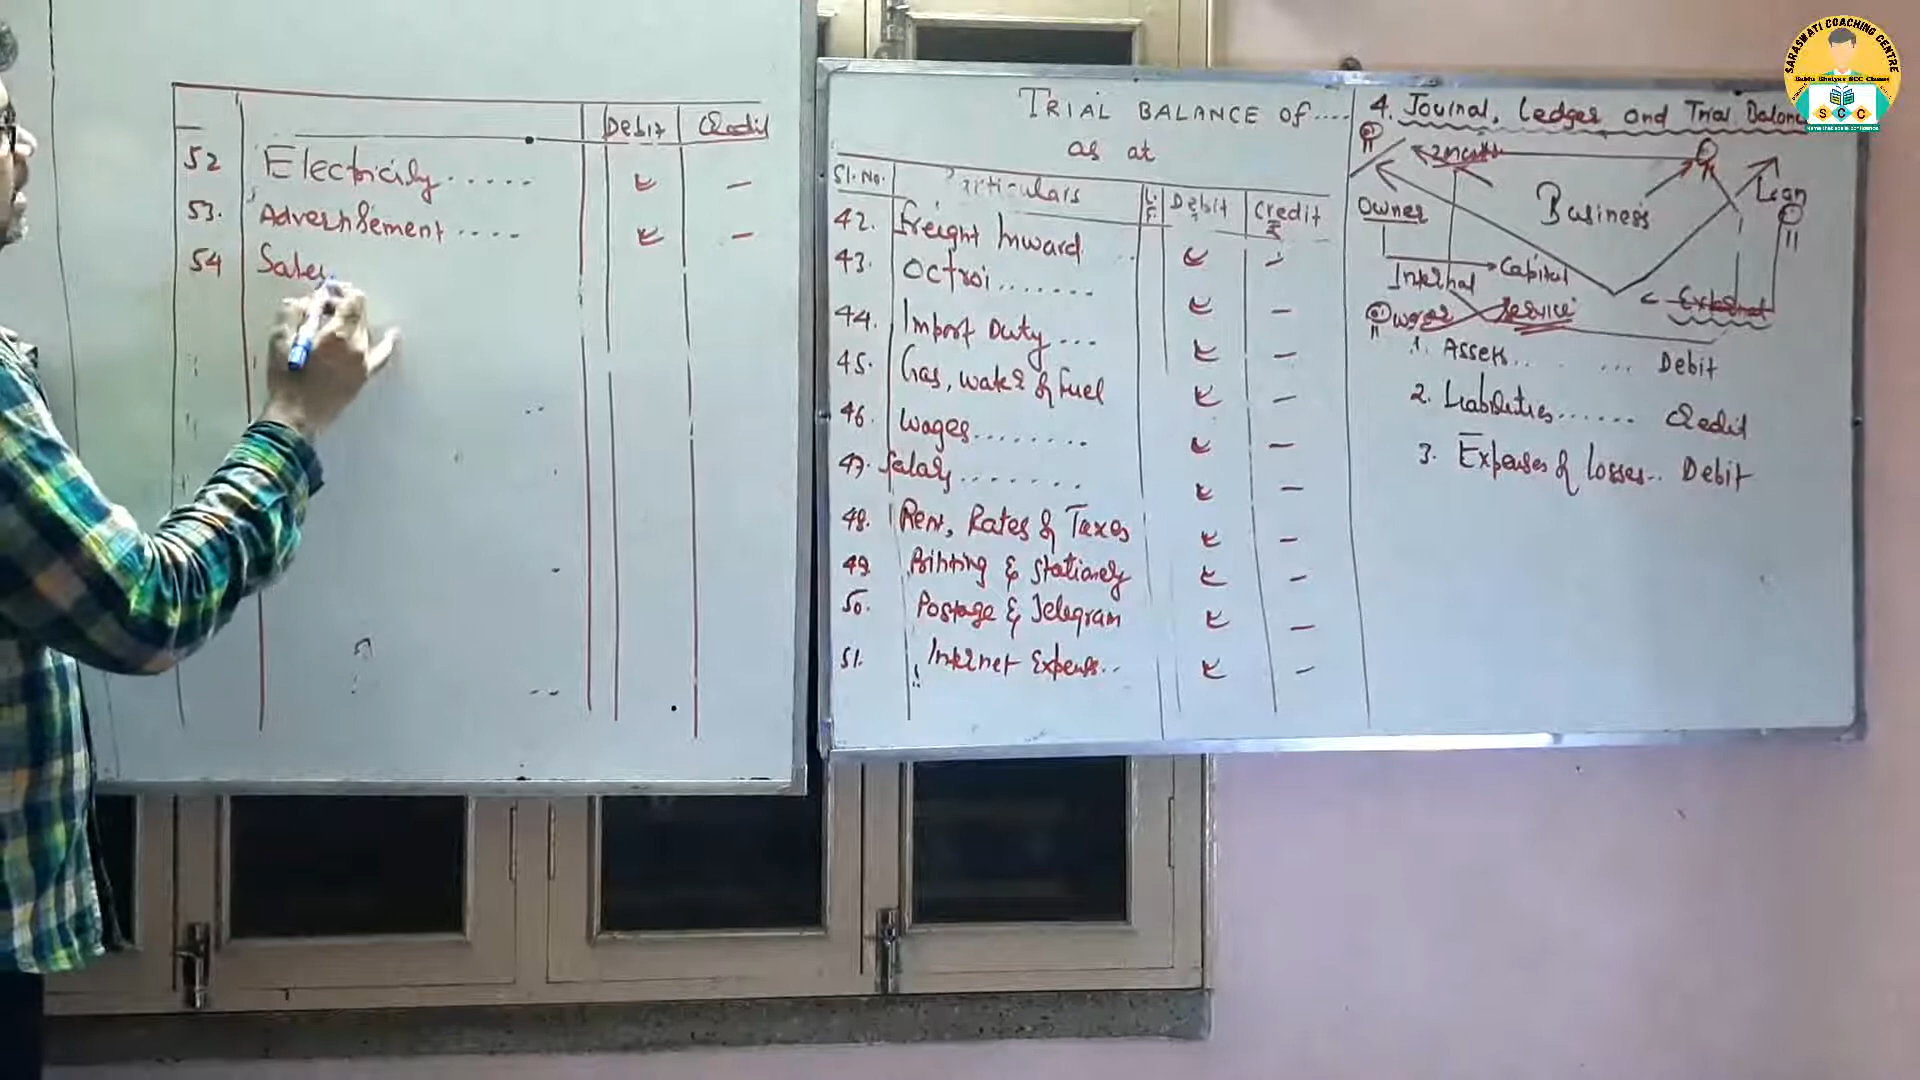 Debit Credit
52 Electricity.....
53. Advertisement....
54 Sales
TRIAL BALANCE OF....
as at
Sl. No. Particulars L.F. Debit ₹ Credit ₹
42. Freight Inward
43. Octroi.......
44. Import Duty...
45. Gas, water & Fuel
46. Wages........
47. Salary.......
48. Rent, Rates & Taxes
49. Printing & Stationery
50. Postage & Telegram
51. Internet Expenses..
4. Journal, Ledger and Trial Balance
Business
Loan
Owner
Internal
Capital
External
Owner Service
1. Assets.. ... Debit
2. Liabilities...... Credit
3. Expenses & Losses.. Debit
SARASWATI COACHING CENTRE
SCC